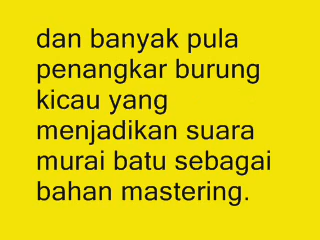 dan banyak pula
penangkar burung
kicau yang
menjadikan suara
murai batu sebagai
bahan mastering.